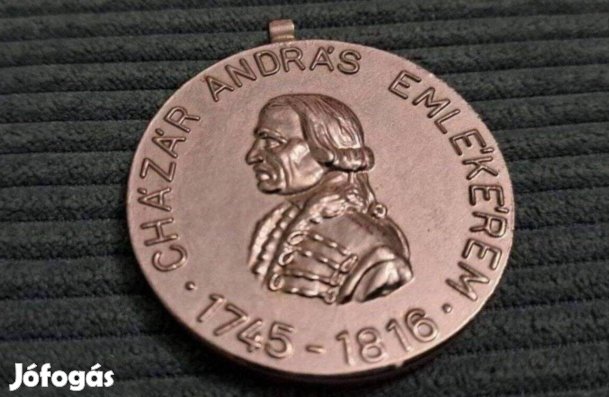 · CHÁZÁR ANDRÁS EMLÉKÉREM ·
1745-1816
Jófogás